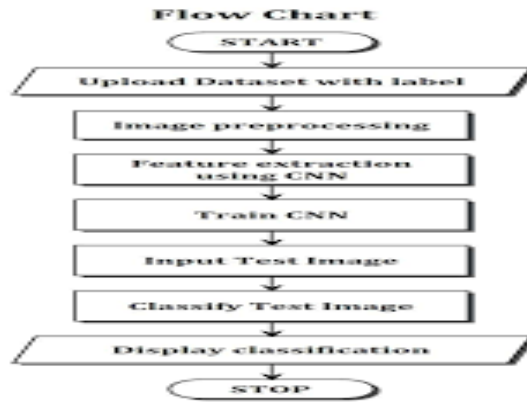 Flow Chart
START
Upload Dataset with label
Image preprocessing
Feature extraction
using CNN
Train CNN
Input Test Image
Classify Test Image
Display classification
STOP